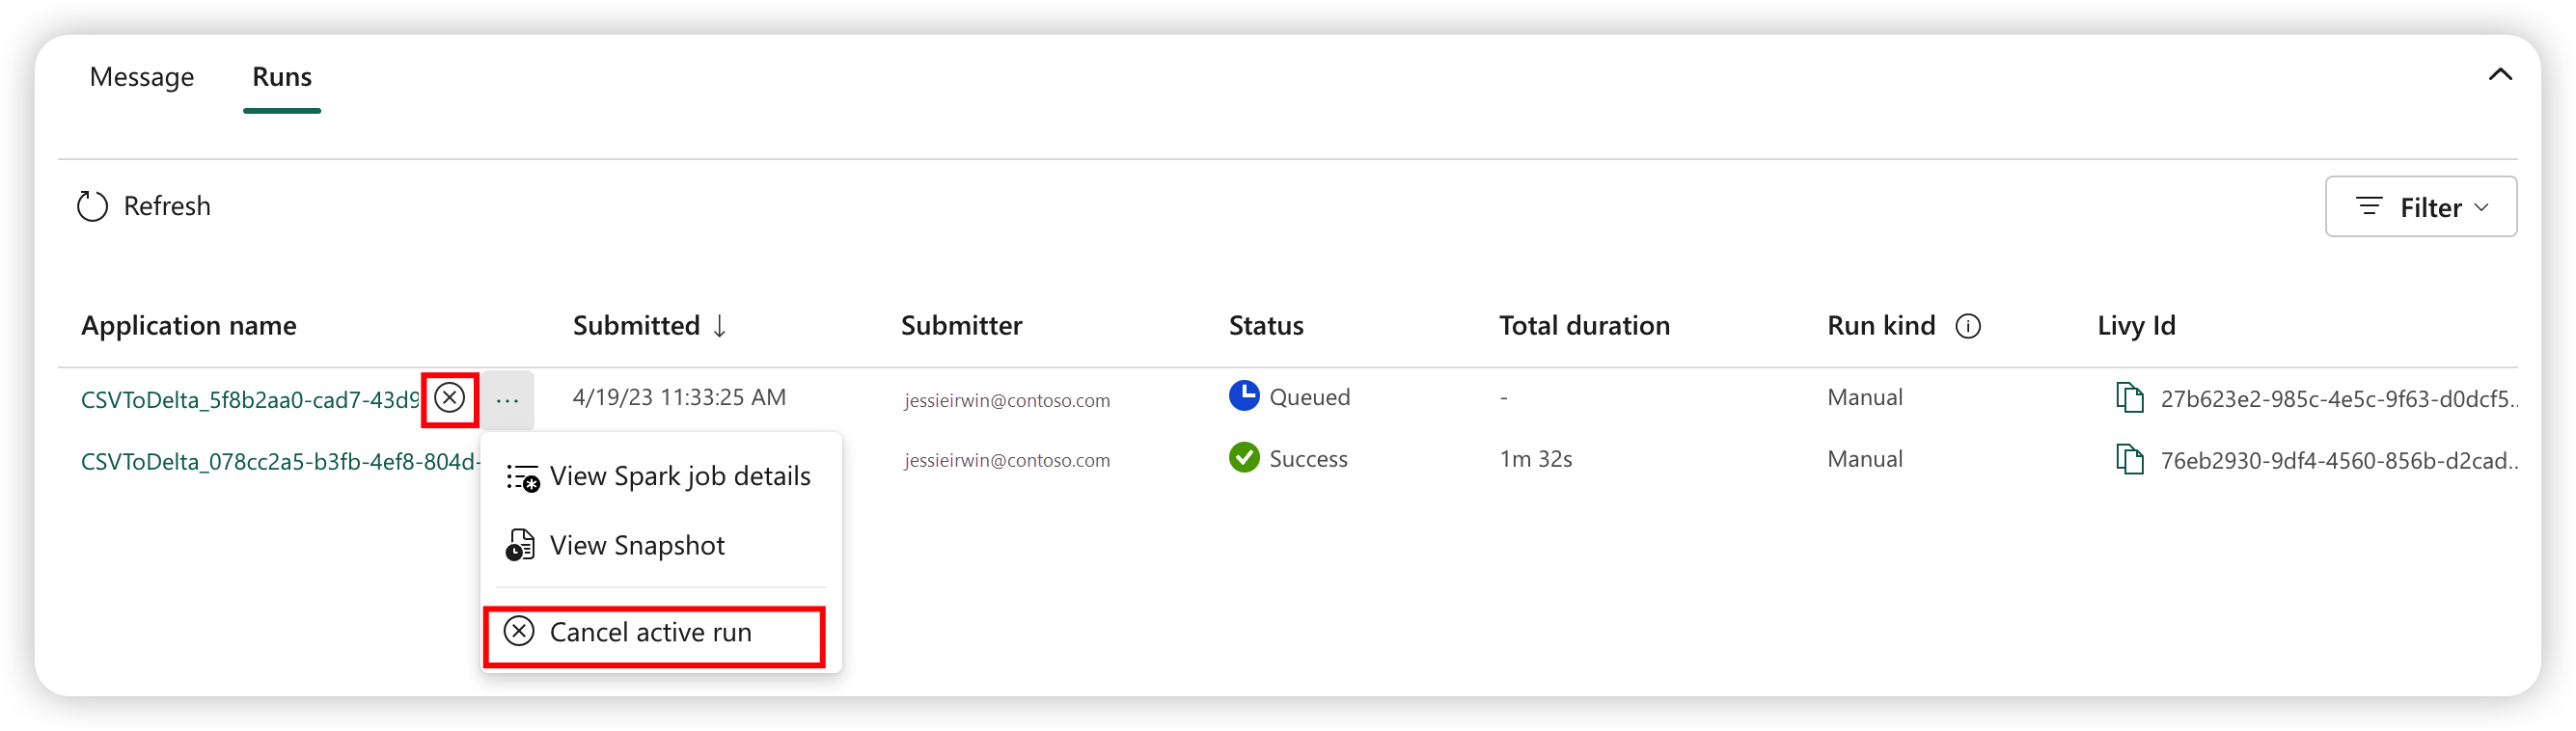 Message Runs
Refresh Filter
Application name Submitted ↓ Submitter Status Total duration Run kind Livy Id
CSVToDelta_5f8b2aa0-cad7-43d9 ... 4/19/23 11:33:25 AM jessieirwin@contoso.com Queued - Manual 27b623e2-985c-4e5c-9f63-d0dcf5..
CSVToDelta_078cc2a5-b3fb-4ef8-804d- jessieirwin@contoso.com Success 1m 32s Manual 76eb2930-9df4-4560-856b-d2cad..
View Spark job details
View Snapshot
Cancel active run